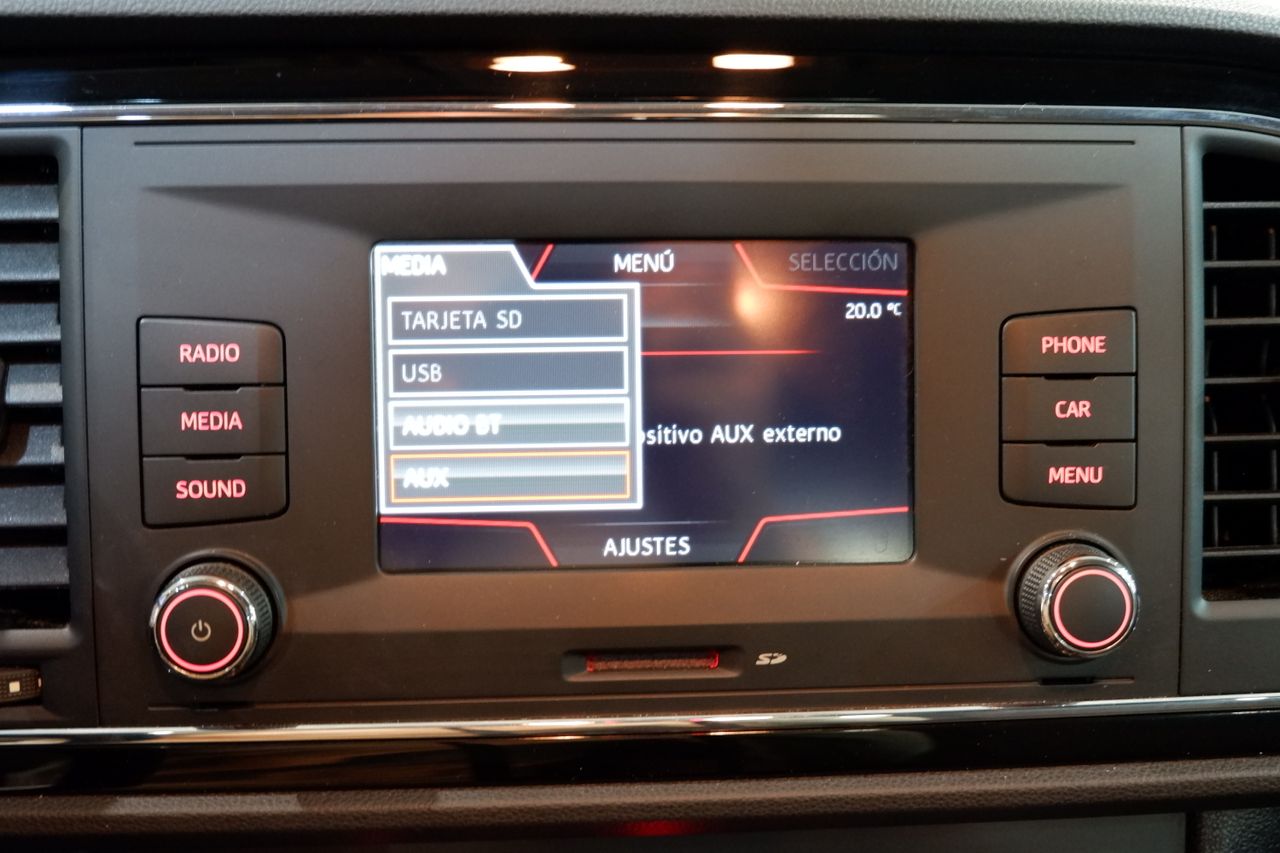 MEDIA
MENÚ
SELECCIÓN
20.0 °C
TARJETA SD
USB
AUDIO BT
AUX
AUX externo
AJUSTES
RADIO
MEDIA
SOUND
PHONE
CAR
MENU
SD